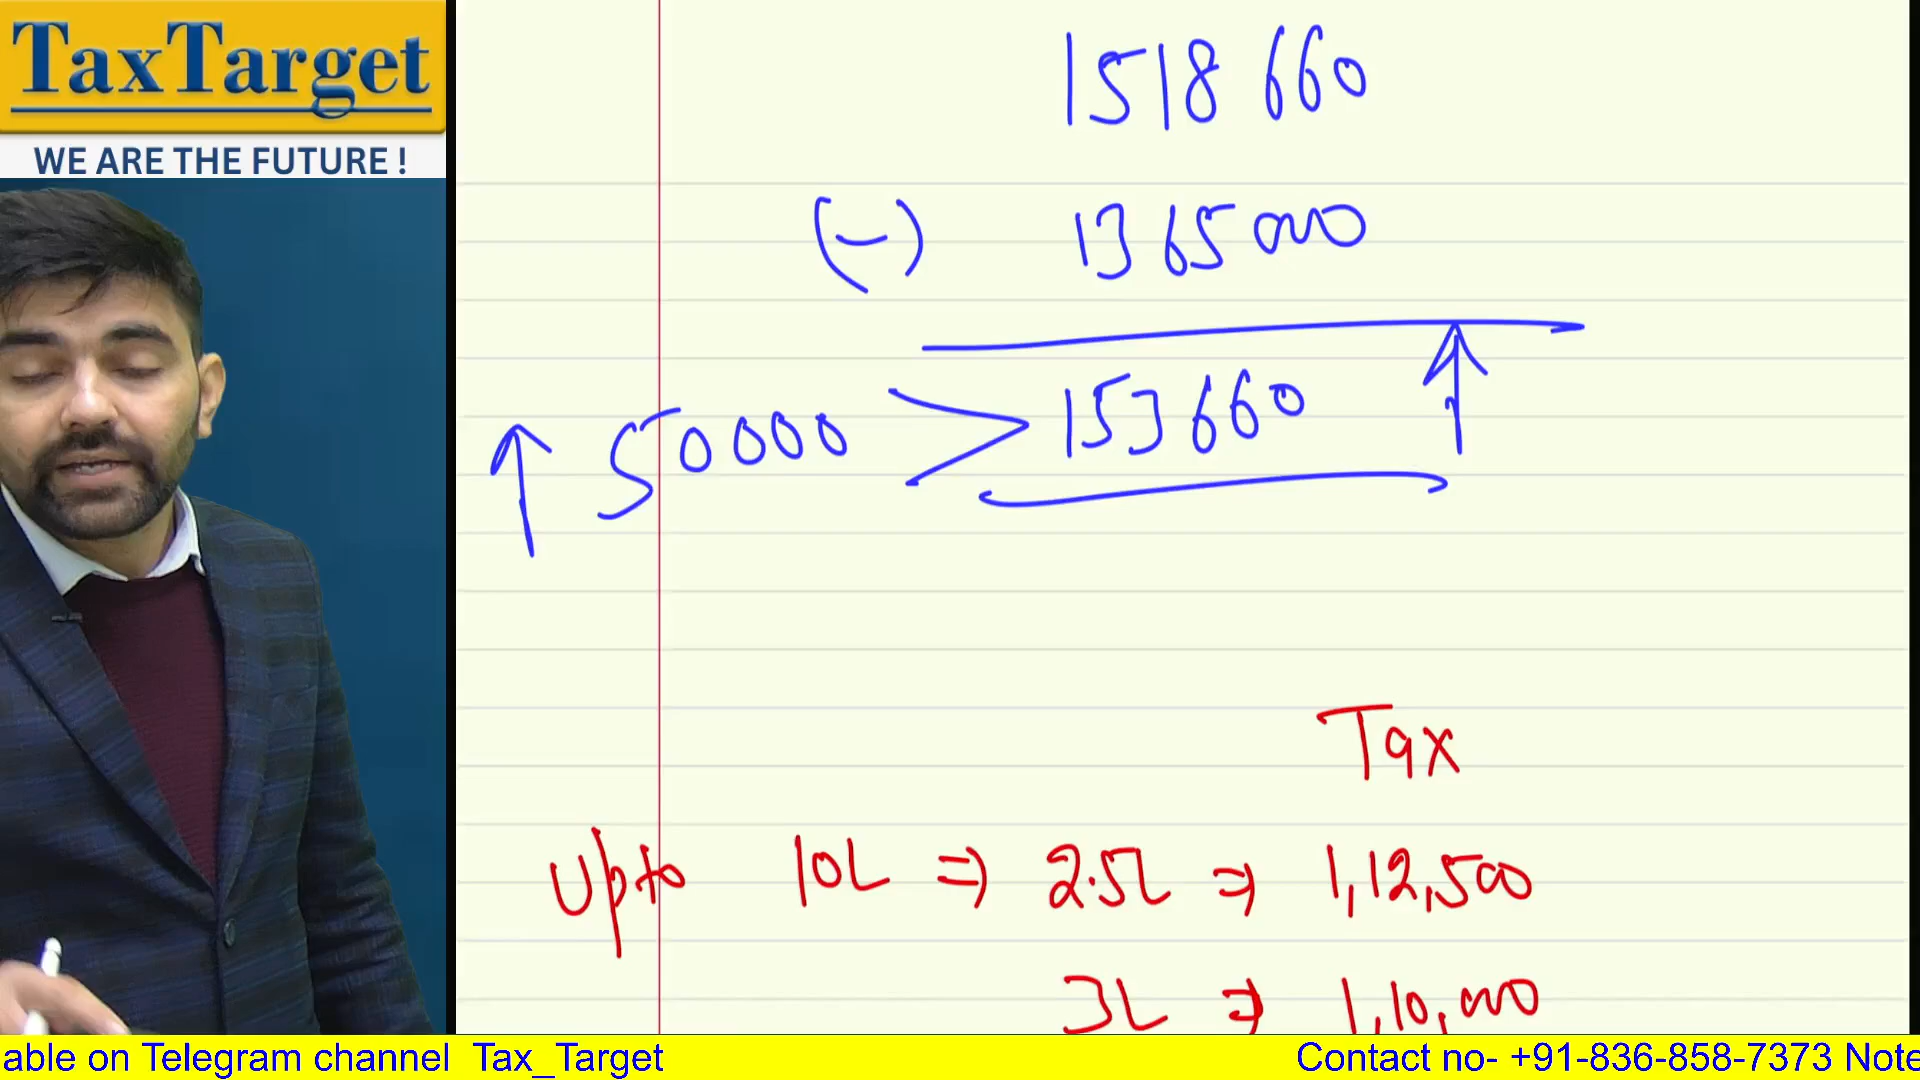 TaxTarget
WE ARE THE FUTURE !
1518660
(-) 1365000
↑ 50000 > 153660 ↑
Tax
Upto 10L ⇒ 2.5L ⇒ 1,12,500
3L ⇒ 1,10,000
able on Telegram channel Tax_Target
Contact no- +91-836-858-7373 Note